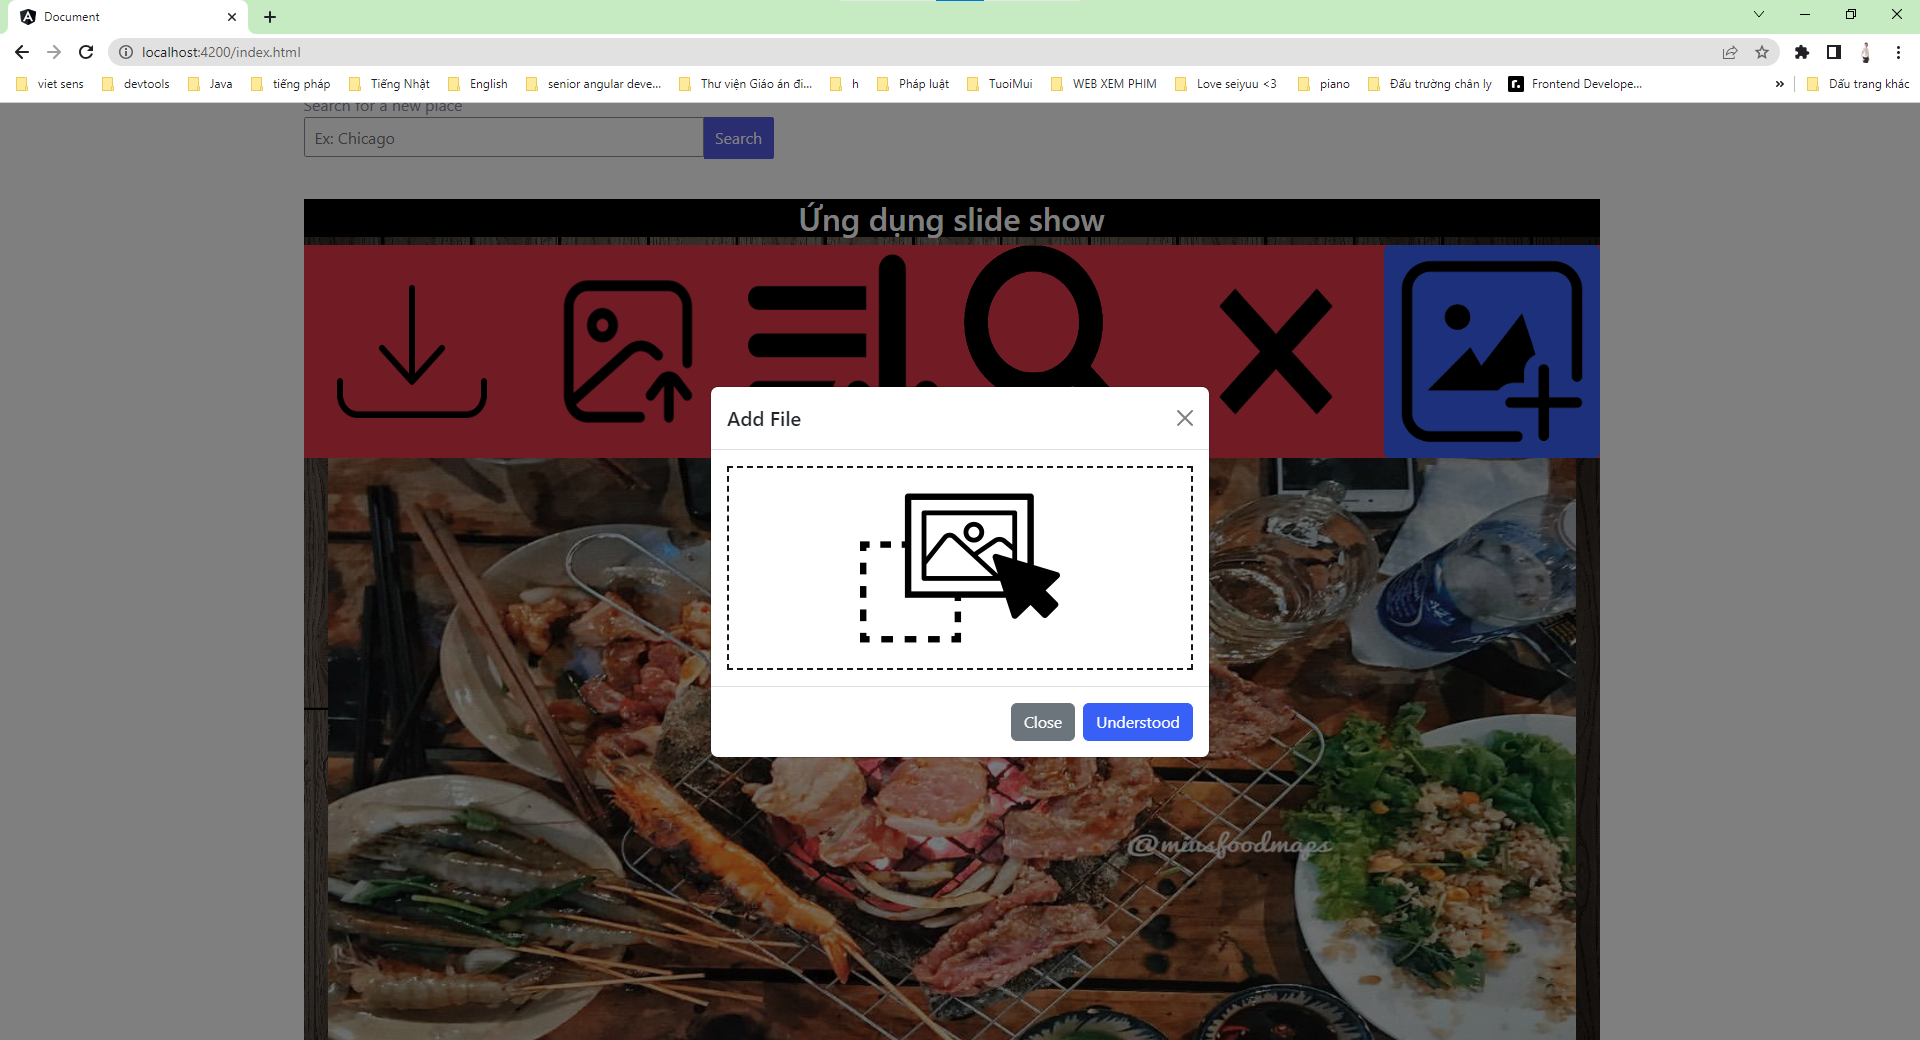 Document
localhost:4200/index.html
viet sens devtools Java tiếng pháp Tiếng Nhật English senior angular deve... Thư viện Giáo án đi... h Pháp luật TuoiMui WEB XEM PHIM Love seiyuu <3 piano Đấu trường chân lý r. Frontend Develope... » Dấu trang khác
Search for a new place
Ex: Chicago Search
Ứng dụng slide show
Add File
Close Understood
@miusfoodmaps